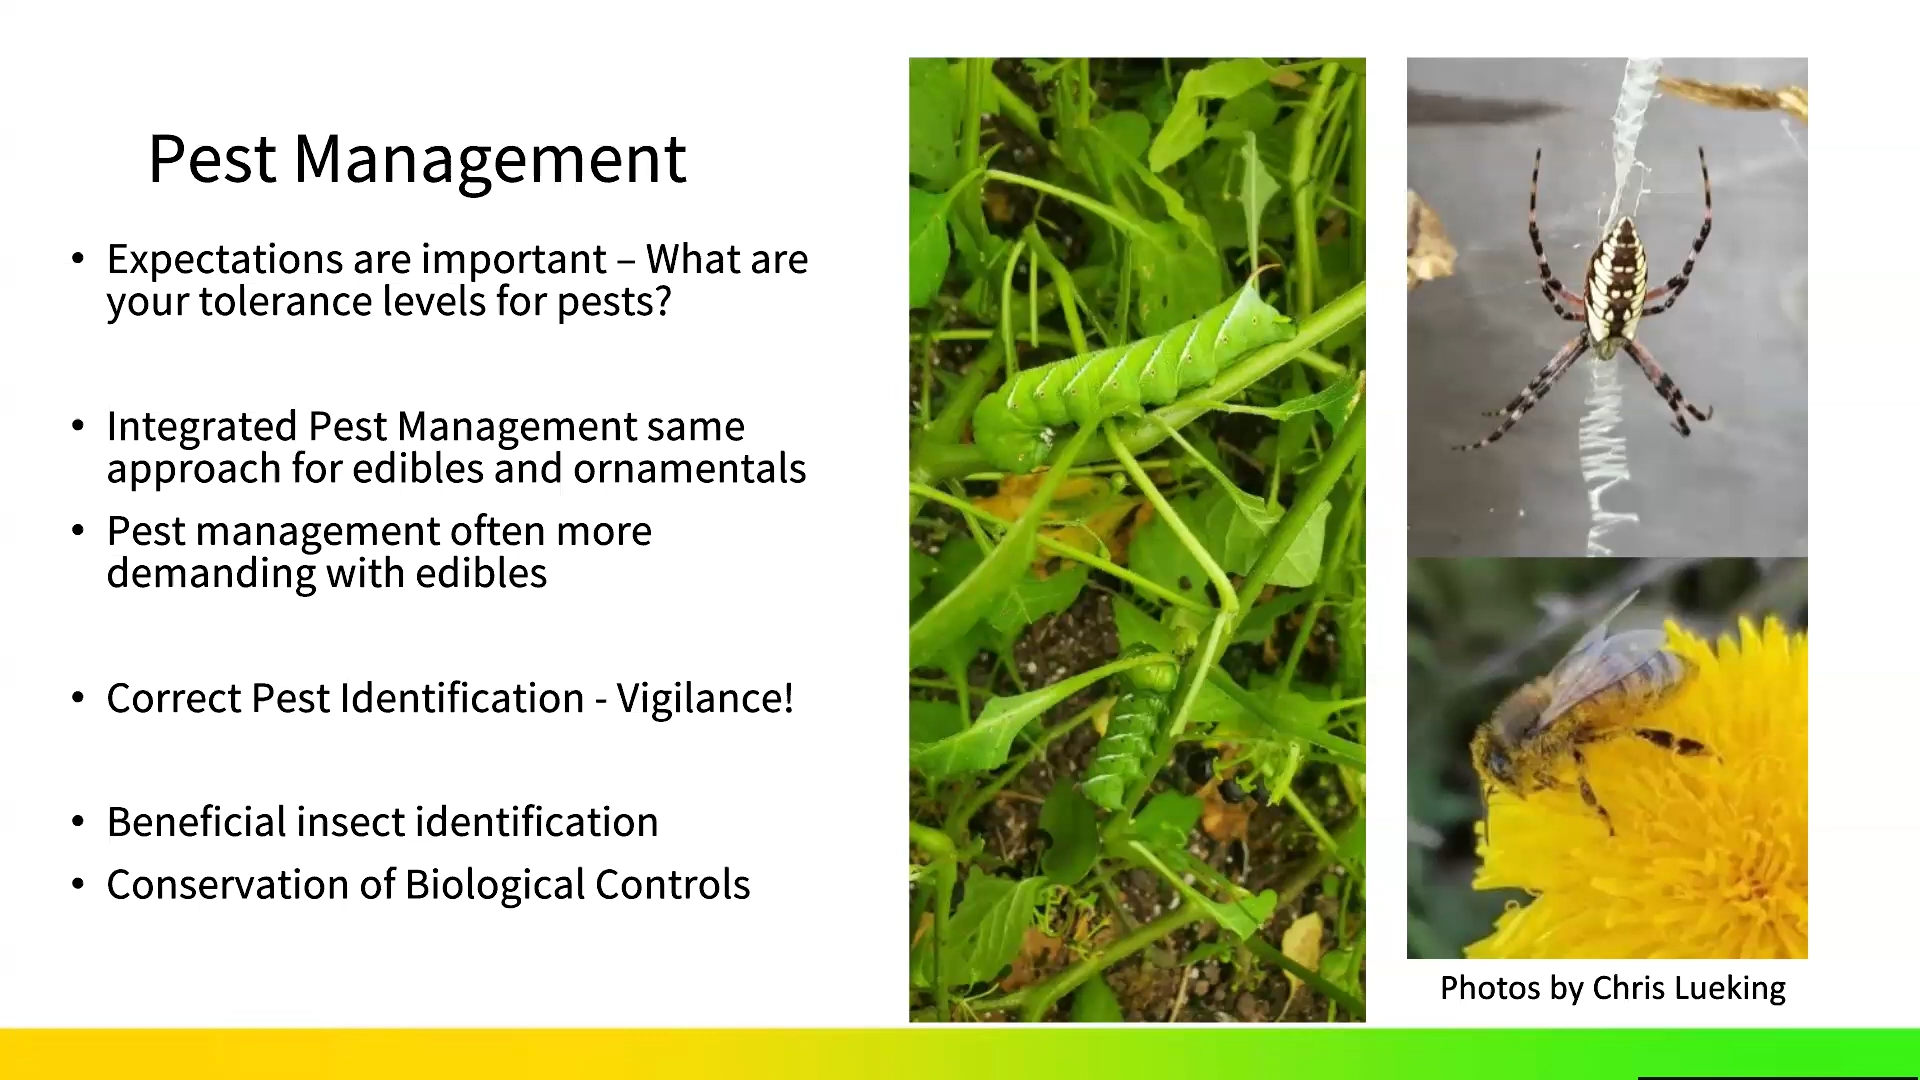 Pest Management
• Expectations are important – What are
your tolerance levels for pests?
• Integrated Pest Management same
approach for edibles and ornamentals
• Pest management often more
demanding with edibles
• Correct Pest Identification - Vigilance!
• Beneficial insect identification
• Conservation of Biological Controls
Photos by Chris Lueking